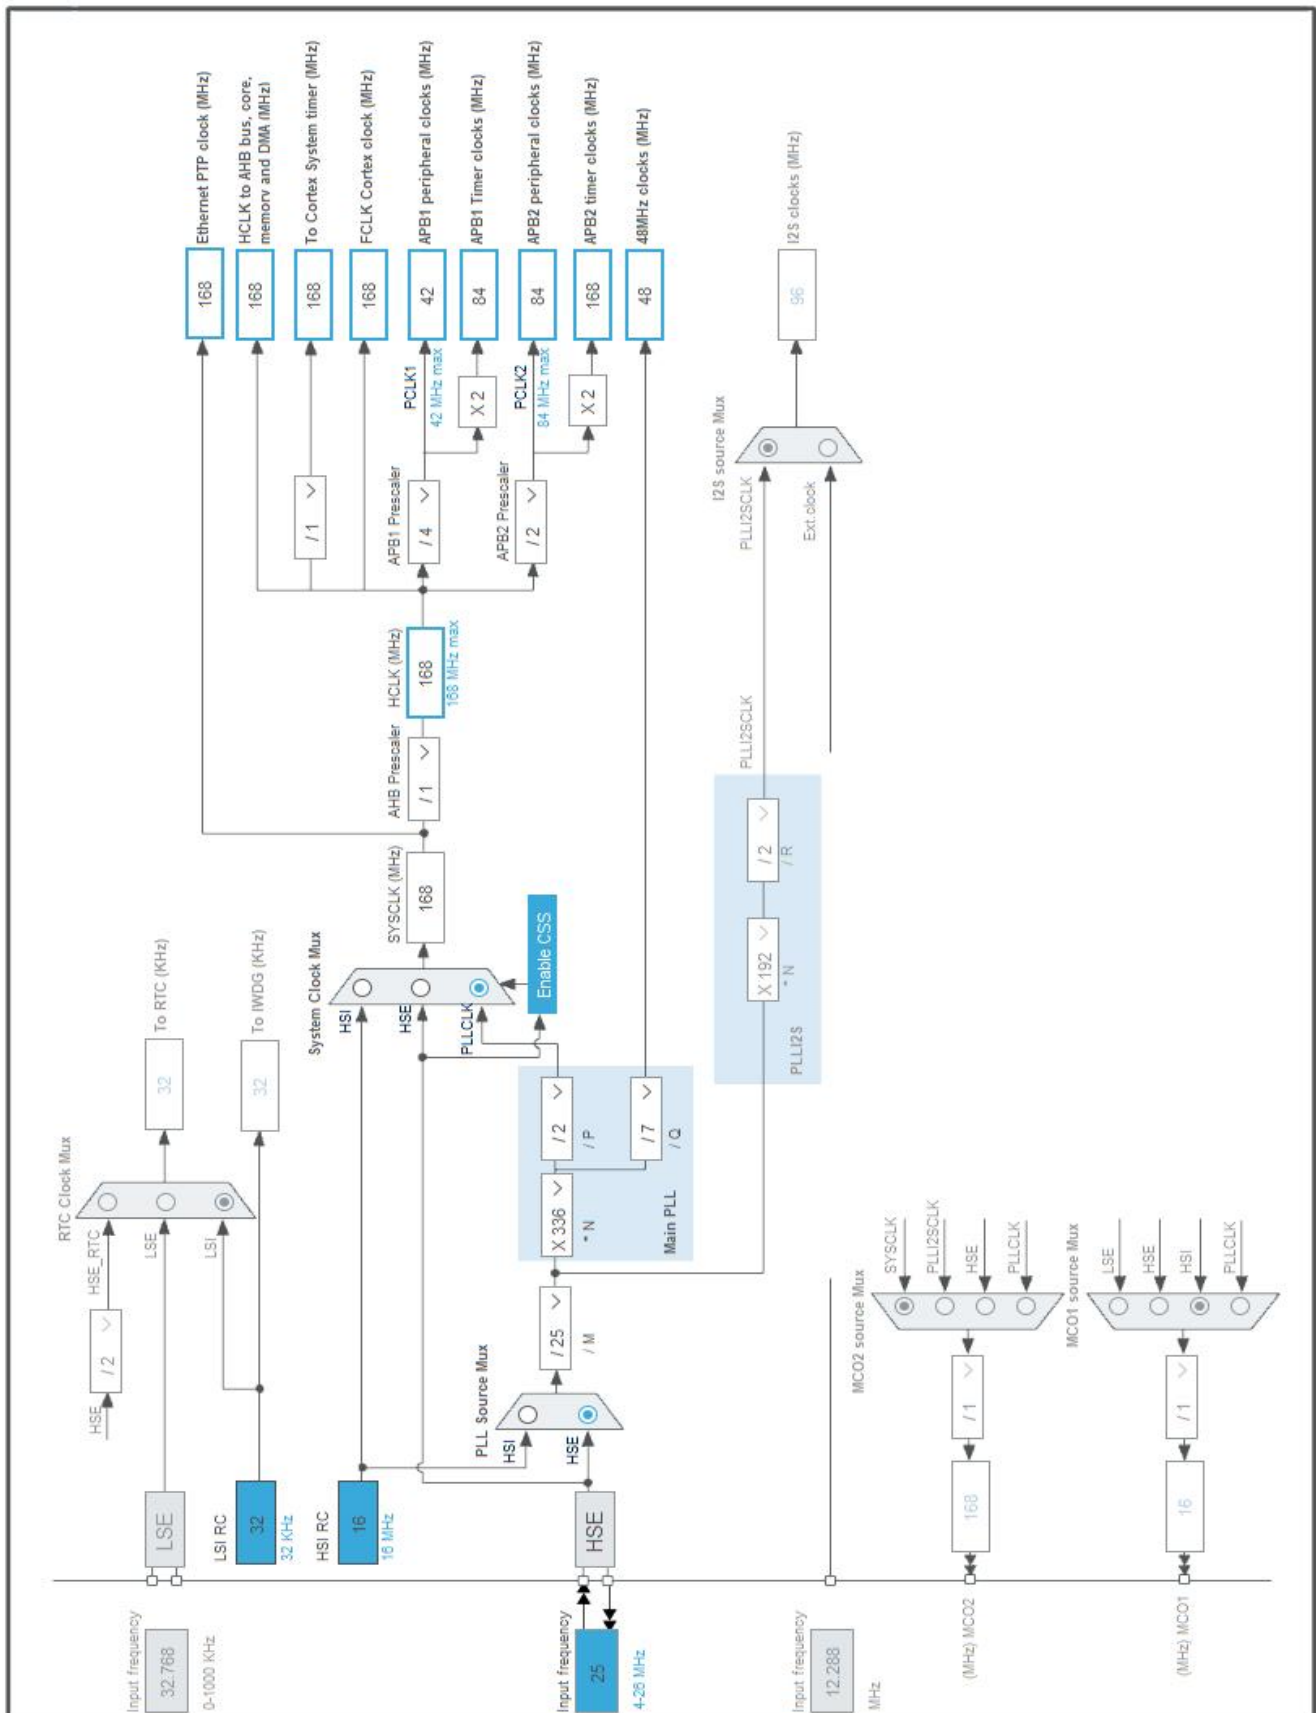 Input frequency
32.768
0-1000 KHz
LSE
HSE
/ 2
HSE_RTC
LSE
LSI
RTC Clock Mux
32
To RTC (KHz)
LSI RC
32
32 KHz
32
To IWDG (KHz)
HSI RC
16
16 MHz
Input frequency
25
4-26 MHz
HSE
PLL Source Mux
HSI
HSE
/ 25
/ M
X 336
* N
/ 2
/ P
/ 7
/ Q
Main PLL
System Clock Mux
HSI
HSE
PLLCLK
Enable CSS
SYSCLK (MHz)
168
AHB Prescaler
/ 1
HCLK (MHz)
168
168 MHz max
168
Ethernet PTP clock (MHz)
168
HCLK to AHB bus, core,
memory and DMA (MHz)
/ 1
168
To Cortex System timer (MHz)
168
FCLK Cortex clock (MHz)
APB1 Prescaler
/ 4
PCLK1
42 MHz max
42
APB1 peripheral clocks (MHz)
X 2
84
APB1 Timer clocks (MHz)
APB2 Prescaler
/ 2
PCLK2
84 MHz max
84
APB2 peripheral clocks (MHz)
X 2
168
APB2 timer clocks (MHz)
48
48MHz clocks (MHz)
PLLI2S
X 192
* N
/ 2
/ R
PLLI2SCLK
PLLI2SCLK
I2S source Mux
Ext.clock
96
I2S clocks (MHz)
Input frequency
12.288
MHz
MCO2 source Mux
SYSCLK
PLLI2SCLK
HSE
PLLCLK
/ 1
168
(MHz) MCO2
MCO1 source Mux
LSE
HSE
HSI
PLLCLK
/ 1
16
(MHz) MCO1